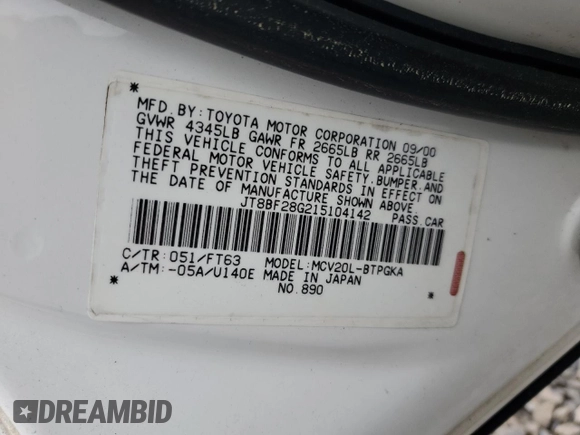 MFD. BY: TOYOTA MOTOR CORPORATION 09/00
GVWR 4345LB GAWR FR 2665LB RR 2665LB
THIS VEHICLE CONFORMS TO ALL APPLICABLE
FEDERAL MOTOR VEHICLE SAFETY, BUMPER AND
THEFT PREVENTION STANDARDS IN EFFECT ON
THE DATE OF MANUFACTURE SHOWN ABOVE.
JT8BF28G215104142 PASS. CAR
C/TR: 051/FT63 MODEL: MCV20L-BTPGKA
A/TM: -05A/U140E MADE IN JAPAN
NO. 890
DREAMBID